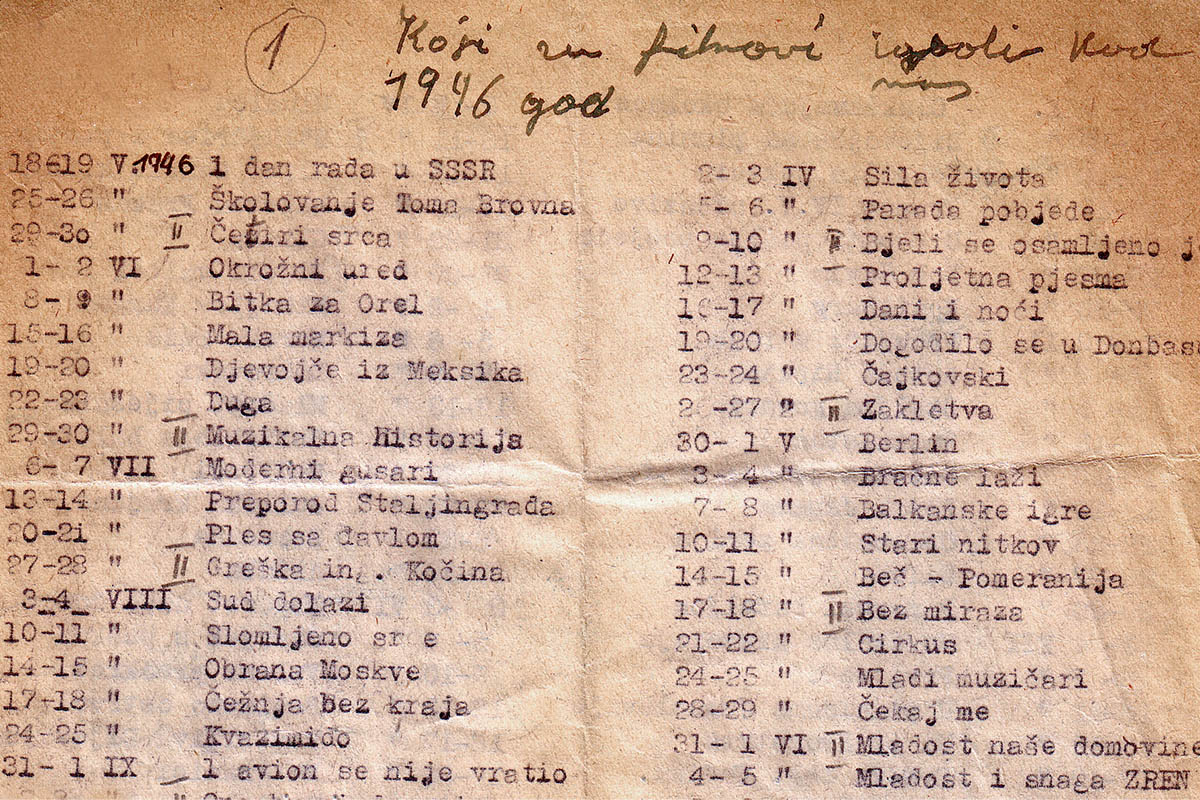 1 Koji su filmovi igrali kod
nas
1946 god
18-19 V.1946 1 dan rada u SSSR
25-26 " Školovanje Toma Brovna
29-30 " II Četiri srca
1- 2 VI Okrožni ured
8- 9 " Bitka za Orel
15-16 " Mala markiza
19-20 " Djevojče iz Meksika
22-23 " Duga
29-30 " II Muzikalna Historija
6- 7 VII Moderni gusari
13-14 " Preporod Staljingrada
20-21 " Ples sa đavlom
27-28 " II Greška ing. Kočina
3-4 VIII Sud dolazi
10-11 " Slomljeno srce
14-15 " Obrana Moskve
17-18 " Čežnja bez kraja
24-25 " Kvazimido
31- 1 IX 1 avion se nije vratio
2- 3 IV Sila života
5- 6. " Parada pobjede
9-10 " II Bjeli se osamljeno j
12-13 " Proljetna pjesma
16-17 " Dani i noći
19-20 " Dogodilo se u Donbasu
23-24 " Čajkovski
26-27 " II Zakletva
30- 1 V Berlin
3- 4 " Bračne laži
7- 8 " Balkanske igre
10-11 " Stari nitkov
14-15 " Beč - Pomeranija
17-18 " II Bez miraza
21-22 " Cirkus
24-25 " Mladi muzičari
28-29 " Čekaj me
31- 1 VI II Mladost naše domovine
4- 5 " Mladost i snaga ZREN